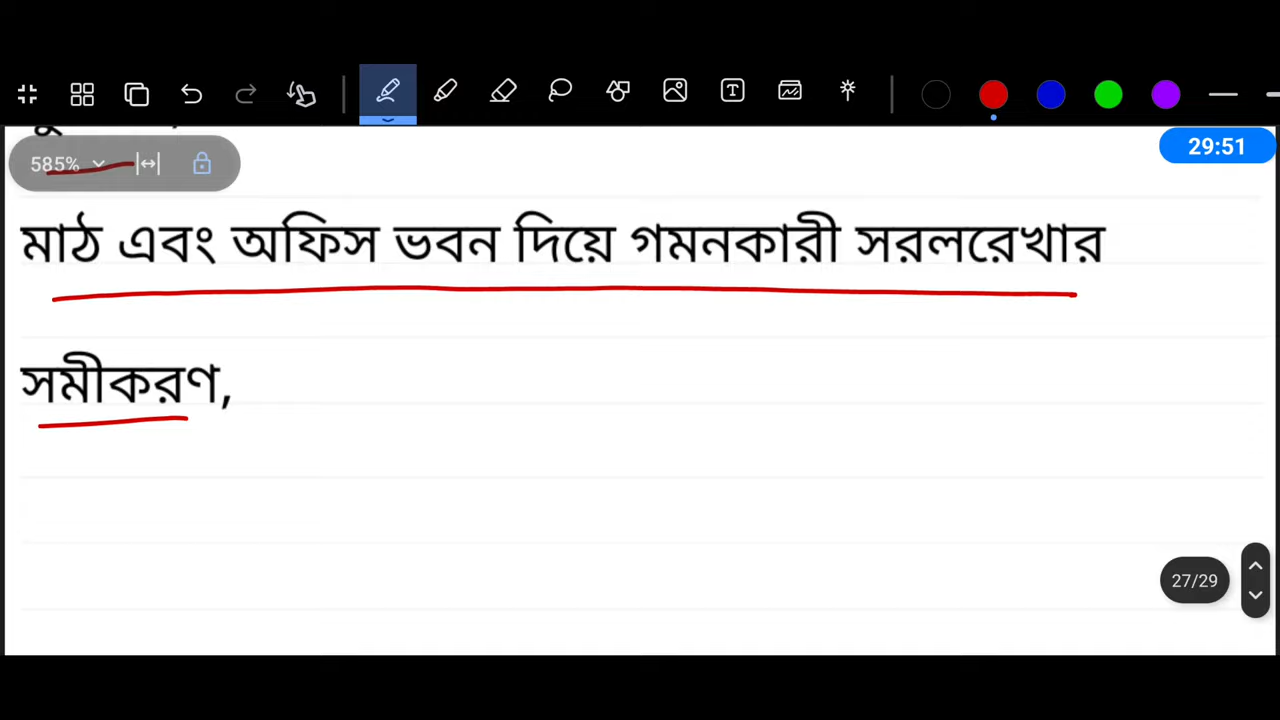 585%
29:51
মাঠ এবং অফিস ভবন দিয়ে গমনকারী সরলরেখার
সমীকরণ,
27/29